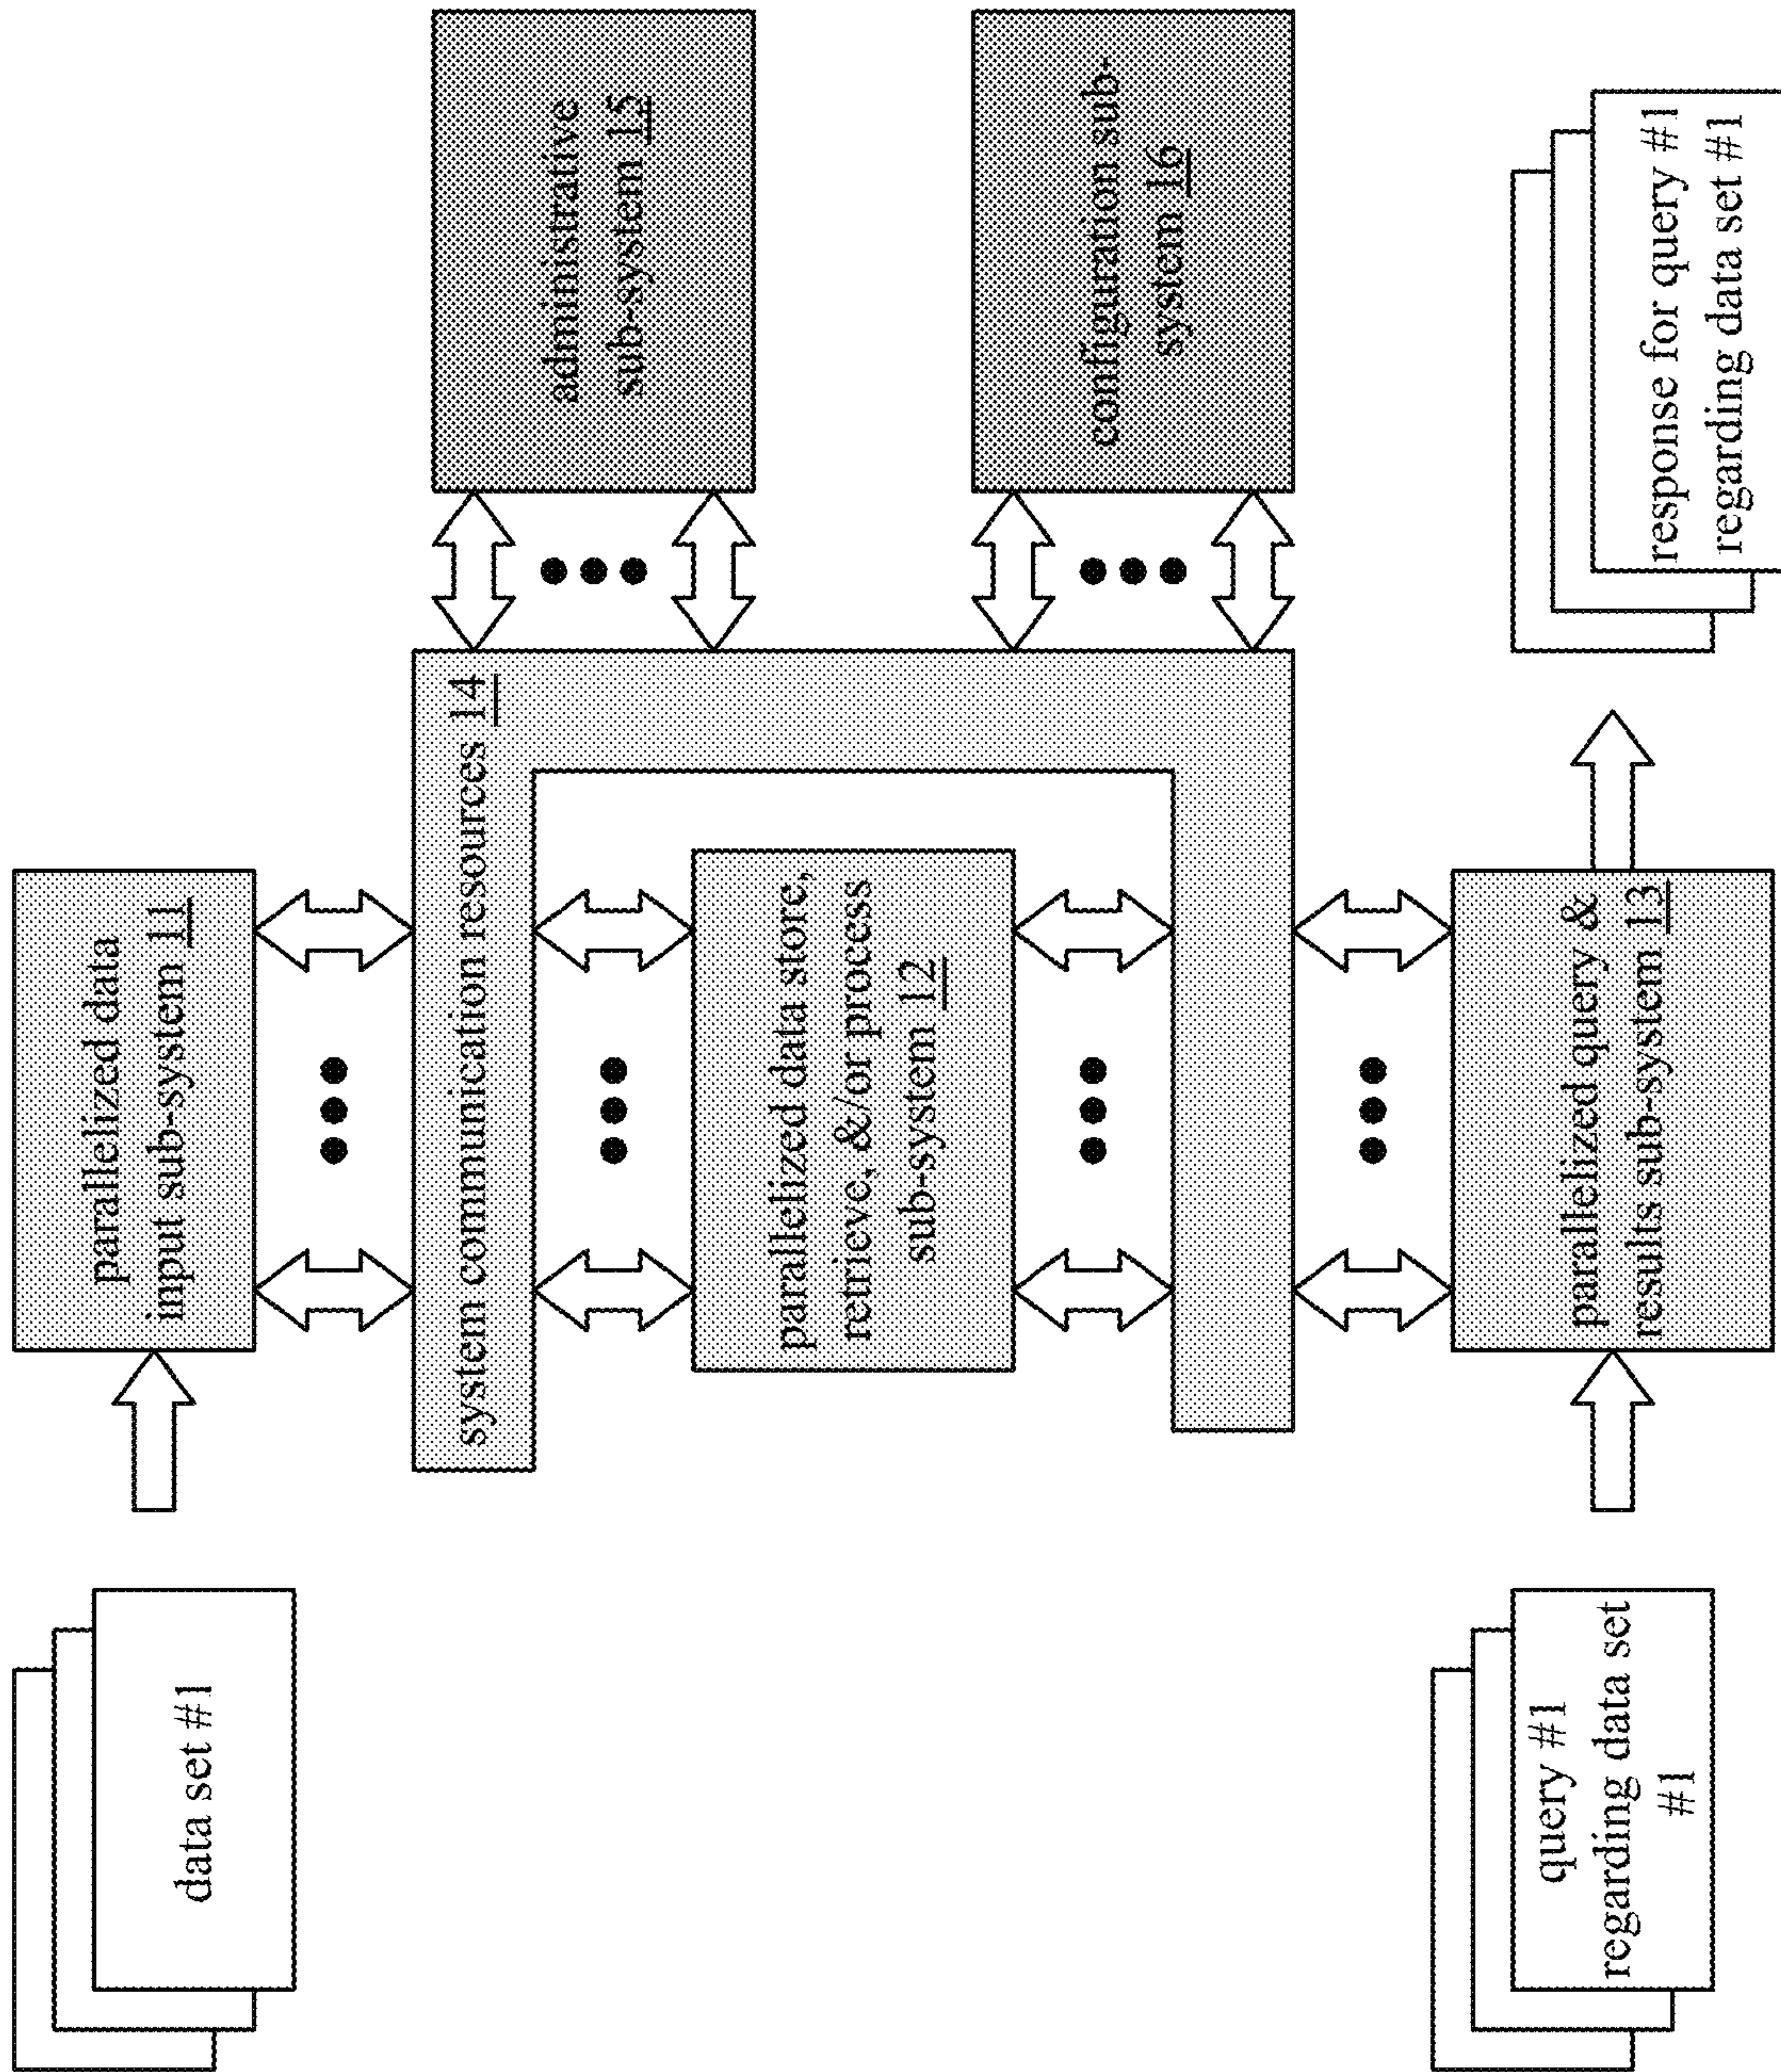 data set #1
parallelized data
input sub-system 11
system communication resources 14
parallelized data store,
retrieve, &/or process
sub-system 12
administrative
sub-system 15
configuration sub-
system 16
query #1
regarding data set
#1
parallelized query &
results sub-system 13
response for query #1
regarding data set #1